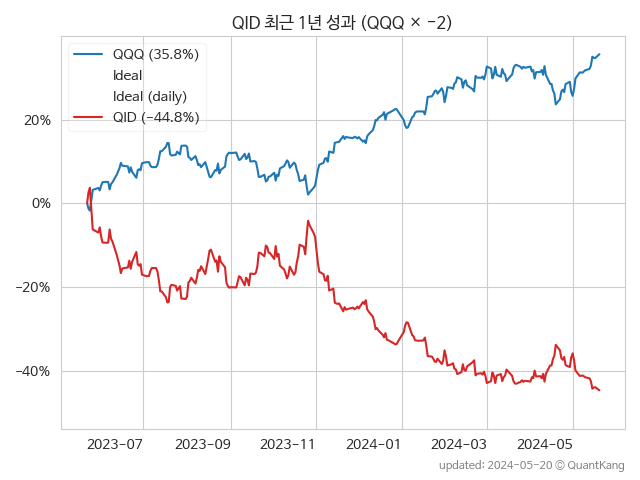 QID 최근 1년 성과 (QQQ × −2)
QQQ (35.8%)
Ideal
Ideal (daily)
QID (−44.8%)
20%
0%
−20%
−40%
2023−07
2023−09
2023−11
2024−01
2024−03
2024−05
updated: 2024−05−20 © QuantKang